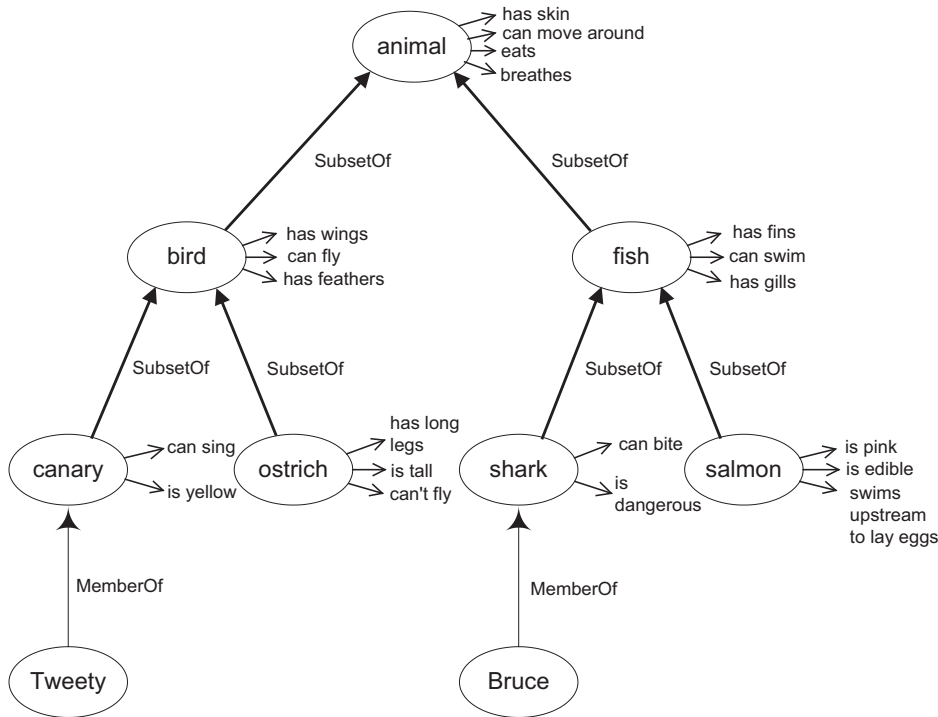 animal
has skin
can move around
eats
breathes
SubsetOf
SubsetOf
bird
has wings
can fly
has feathers
fish
has fins
can swim
has gills
SubsetOf
SubsetOf
SubsetOf
SubsetOf
canary
can sing
is yellow
ostrich
has long
legs
is tall
can't fly
shark
can bite
is
dangerous
salmon
is pink
is edible
swims
upstream
to lay eggs
MemberOf
MemberOf
Tweety
Bruce